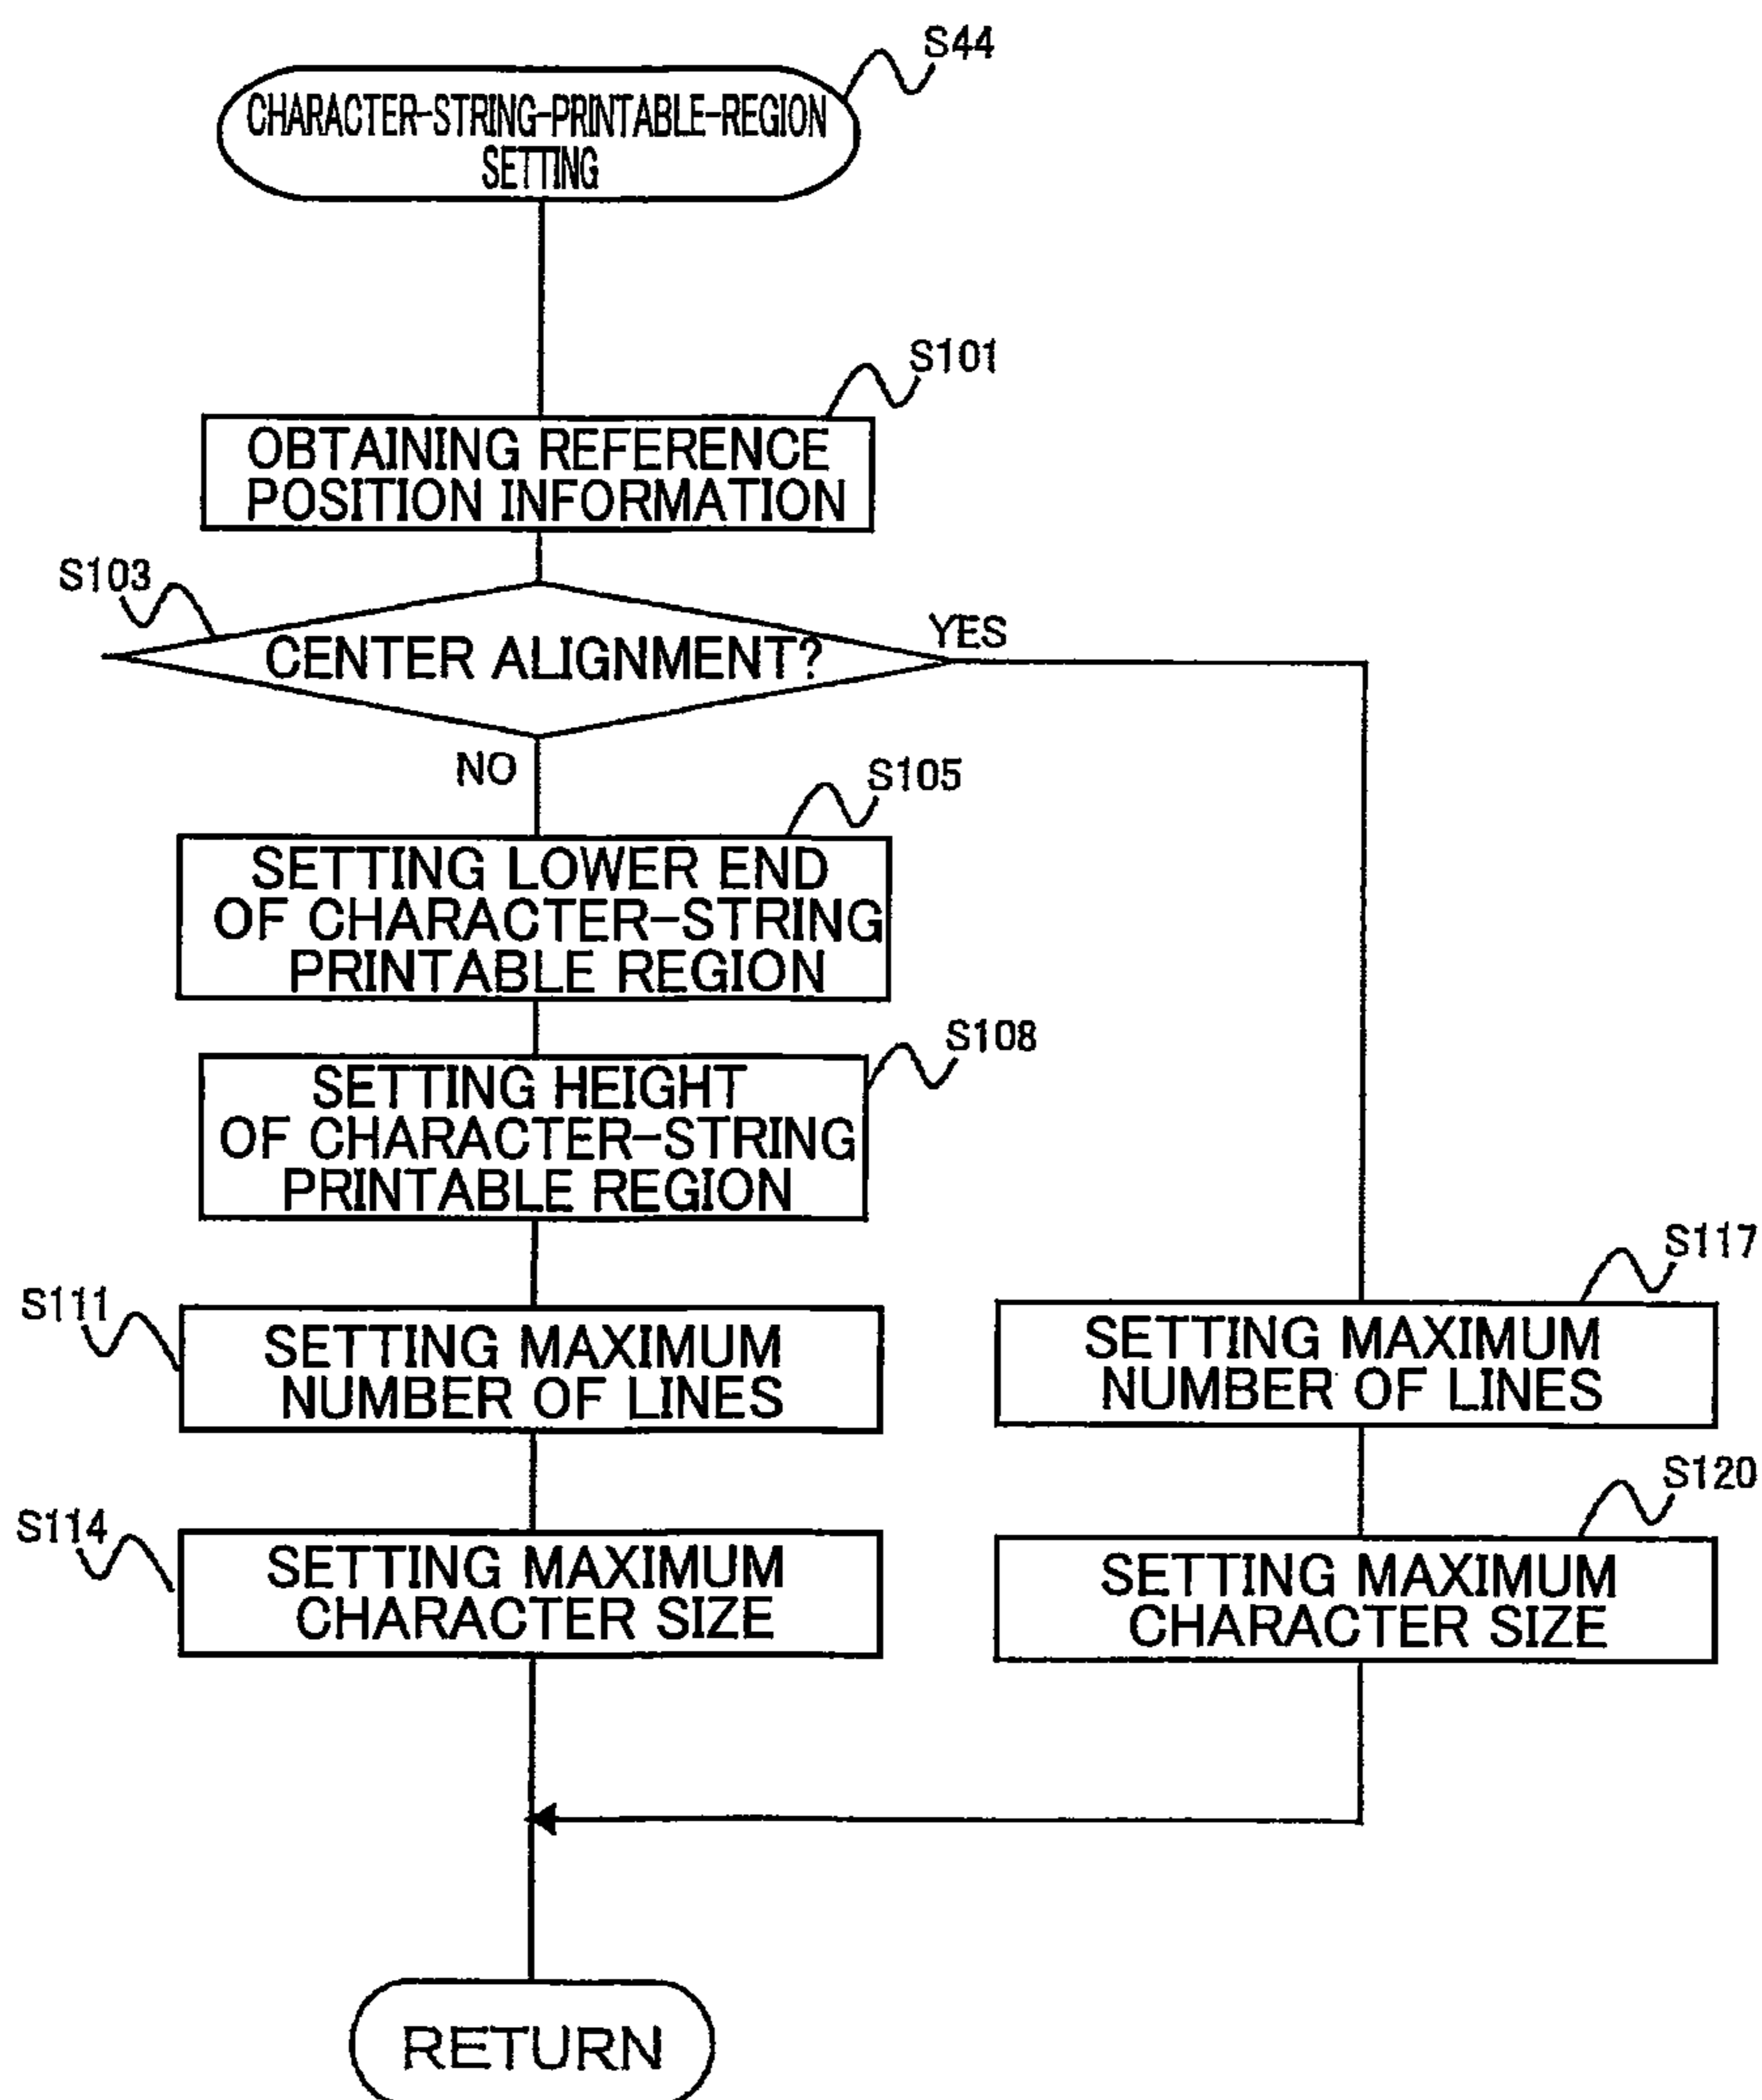 S44
CHARACTER-STRING-PRINTABLE-REGION
SETTING
S101
OBTAINING REFERENCE
POSITION INFORMATION
S103
CENTER ALIGNMENT?
YES
NO
S105
SETTING LOWER END
OF CHARACTER-STRING
PRINTABLE REGION
S108
SETTING HEIGHT
OF CHARACTER-STRING
PRINTABLE REGION
S111
SETTING MAXIMUM
NUMBER OF LINES
S117
SETTING MAXIMUM
NUMBER OF LINES
S114
SETTING MAXIMUM
CHARACTER SIZE
S120
SETTING MAXIMUM
CHARACTER SIZE
RETURN